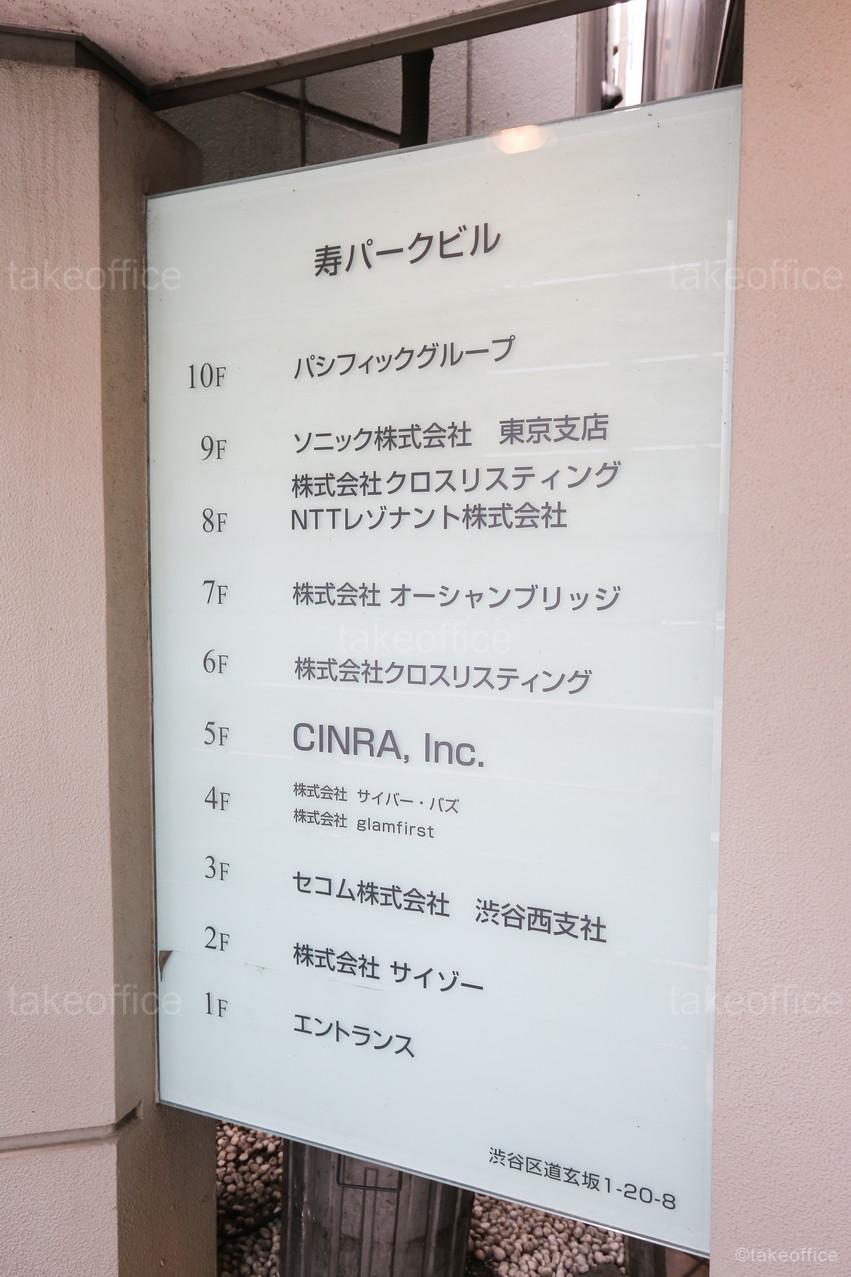 寿パークビル
10F パシフィックグループ
9F ソニック株式会社 東京支店
株式会社クロスリスティング
8F NTTレゾナント株式会社
7F 株式会社 オーシャンブリッジ
6F 株式会社クロスリスティング
5F CINRA, Inc.
4F 株式会社 サイバー・バズ
株式会社 glamfirst
3F セコム株式会社 渋谷西支社
2F 株式会社 サイゾー
1F エントランス
渋谷区道玄坂1-20-8
takeoffice
takeoffice
takeoffice
takeoffice
takeoffice
©takeoffice